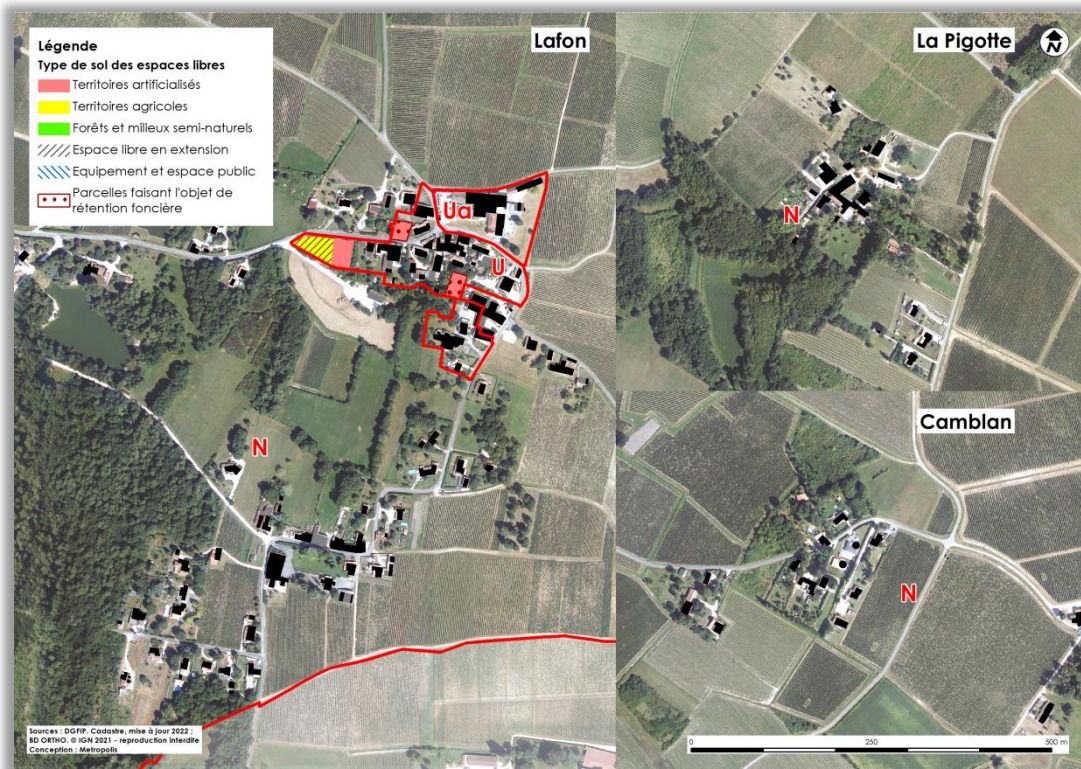 Légende
Type de sol des espaces libres
Territoires artificialisés
Territoires agricoles
Forêts et milieux semi-naturels
Espace libre en extension
Equipement et espace public
Parcelles faisant l'objet de
rétention foncière
Lafon
Ua
U
N
Sources : DGFIP. Cadastre, mise à jour 2022 ;
BD ORTHO. © IGN 2021 - reproduction interdite
Conception : Metropolis
La Pigotte
N
N
Camblan
N
0
250
500 m